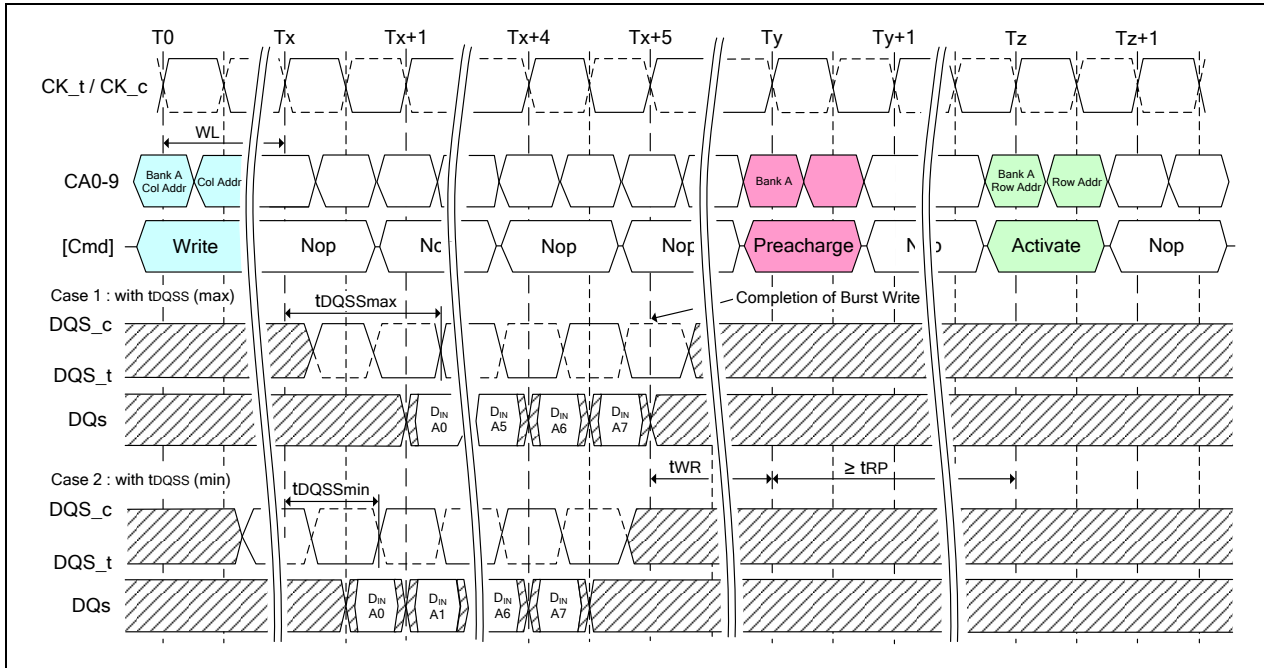 T0 Tx Tx+1 Tx+4 Tx+5 Ty Ty+1 Tz Tz+1
CK_t / CK_c
WL
CA0-9
Bank A
Col Addr
Col Addr
Bank A
Bank A
Row Addr
Row Addr
[Cmd]
Write Nop Nop Nop Preacharge Activate Nop
Case 1 : with tDQSS (max)
tDQSSmax
Completion of Burst Write
DQS_c
DQS_t
DQs
DIN
A0
DIN
A5
DIN
A6
DIN
A7
Case 2 : with tDQSS (min)
tDQSSmin
tWR
≥ tRP
DQS_c
DQS_t
DQs
DIN
A0
DIN
A1
DIN
A6
DIN
A7